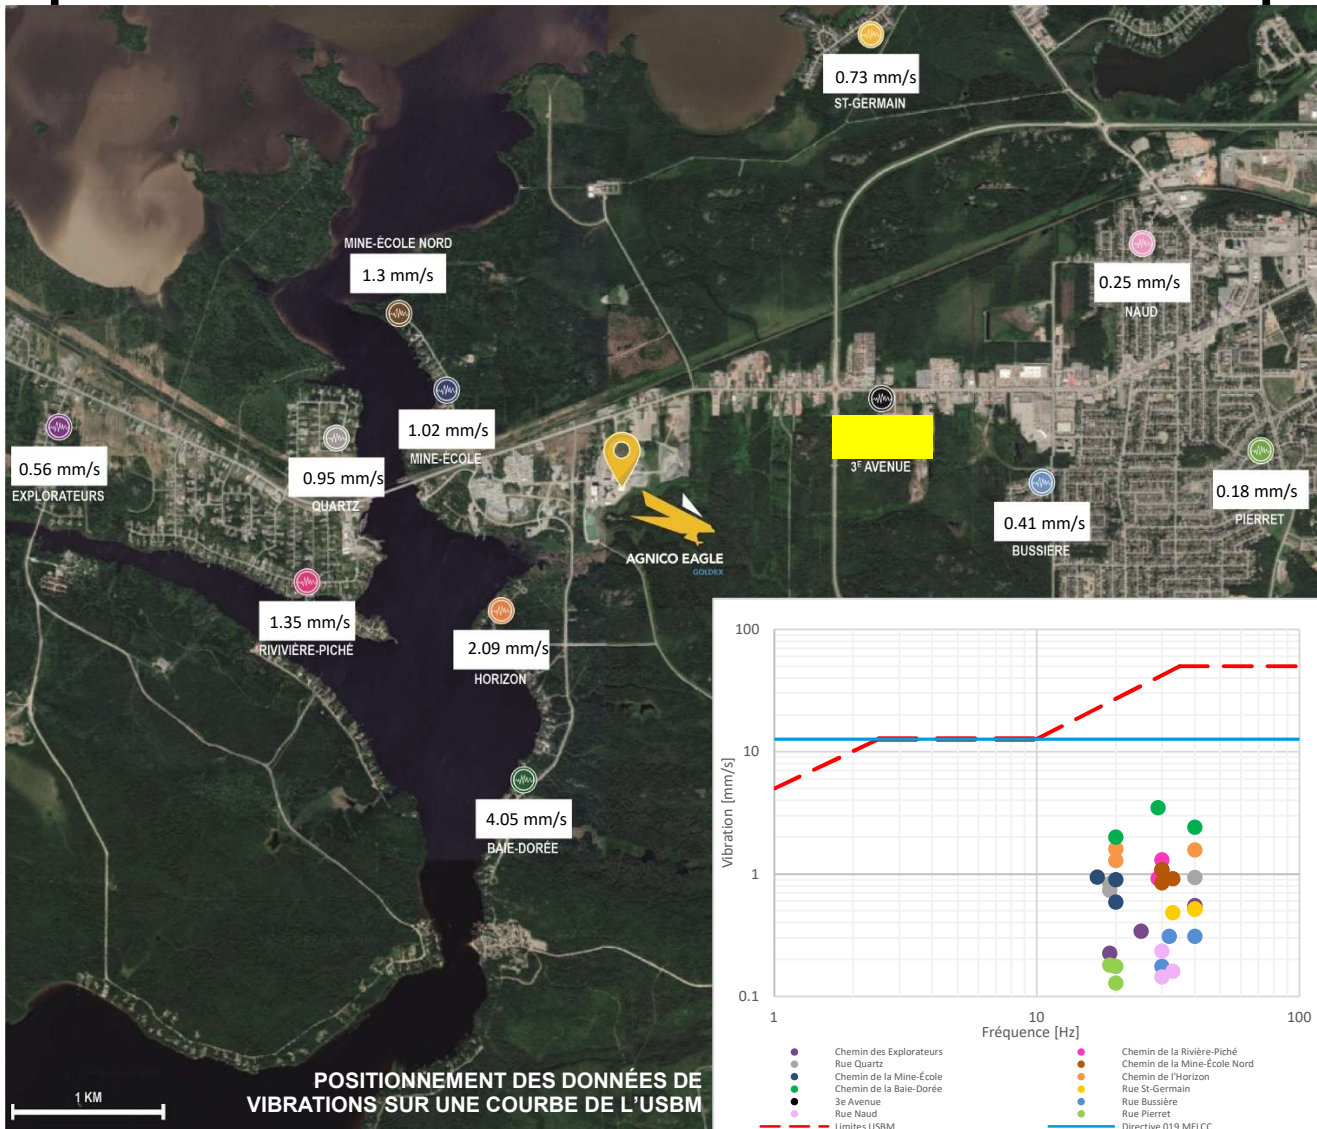 0.73 mm/s
ST-GERMAIN
MINE-ÉCOLE NORD
1.3 mm/s
0.25 mm/s
NAUD
1.02 mm/s
MINE-ÉCOLE
0.56 mm/s
EXPLORATEURS
0.95 mm/s
QUARTZ
3E AVENUE
0.18 mm/s
PIERRET
0.41 mm/s
BUSSIÈRE
AGNICO EAGLE
GOLDEX
1.35 mm/s
RIVIVIÈRE-PICHÉ
2.09 mm/s
HORIZON
4.05 mm/s
BAIE-DORÉE
100
10
1
0.1
Vibration [mm/s]
1
10
100
Fréquence [Hz]
Chemin des Explorateurs
Chemin de la Rivière-Piché
Rue Quartz
Chemin de la Mine-École Nord
Chemin de la Mine-École
Chemin de l'Horizon
Chemin de la Baie-Dorée
Rue St-Germain
3e Avenue
Rue Bussière
Rue Naud
Rue Pierret
Limites USBM
Directive 019 MELCC
POSITIONNEMENT DES DONNÉES DE
VIBRATIONS SUR UNE COURBE DE L'USBM
1 KM